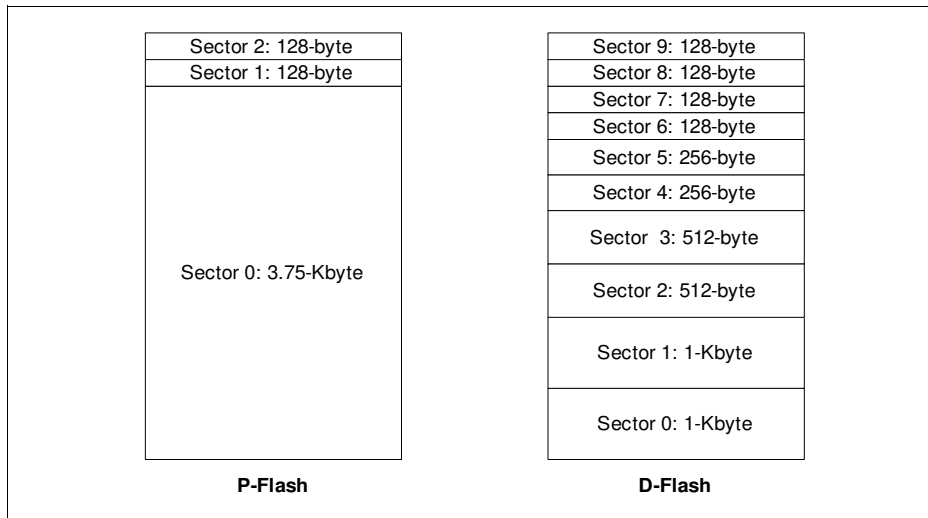 Sector 2: 128-byte
Sector 1: 128-byte
Sector 0: 3.75-Kbyte
P-Flash
Sector 9: 128-byte
Sector 8: 128-byte
Sector 7: 128-byte
Sector 6: 128-byte
Sector 5: 256-byte
Sector 4: 256-byte
Sector 3: 512-byte
Sector 2: 512-byte
Sector 1: 1-Kbyte
Sector 0: 1-Kbyte
D-Flash